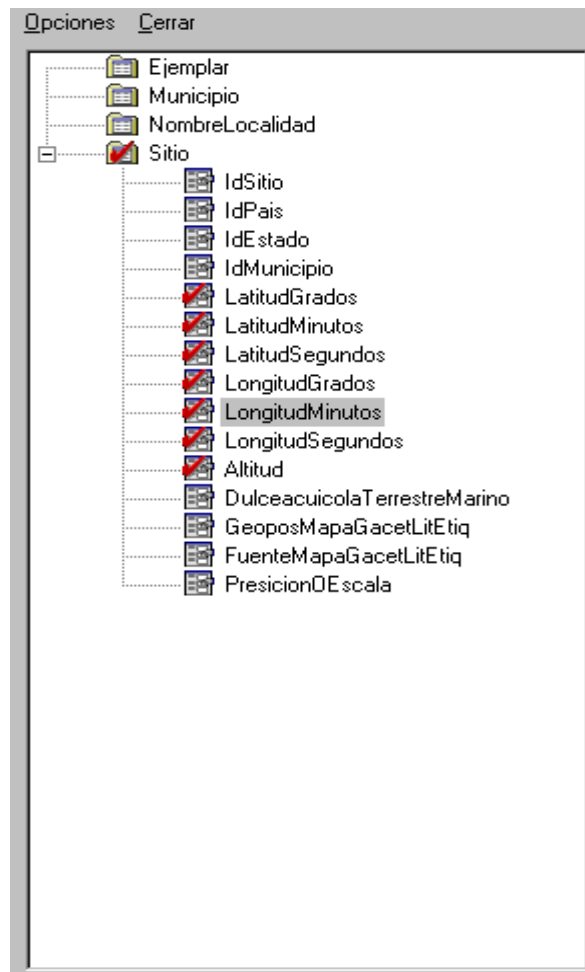 Opciones Cerrar
Ejemplar
Municipio
NombreLocalidad
Sitio
IdSitio
IdPais
IdEstado
IdMunicipio
LatitudGrados
LatitudMinutos
LatitudSegundos
LongitudGrados
LongitudMinutos
LongitudSegundos
Altitud
DulceacuicolaTerrestreMarino
GeoposMapaGacetLitEtiq
FuenteMapaGacetLitEtiq
PresicionOEscala